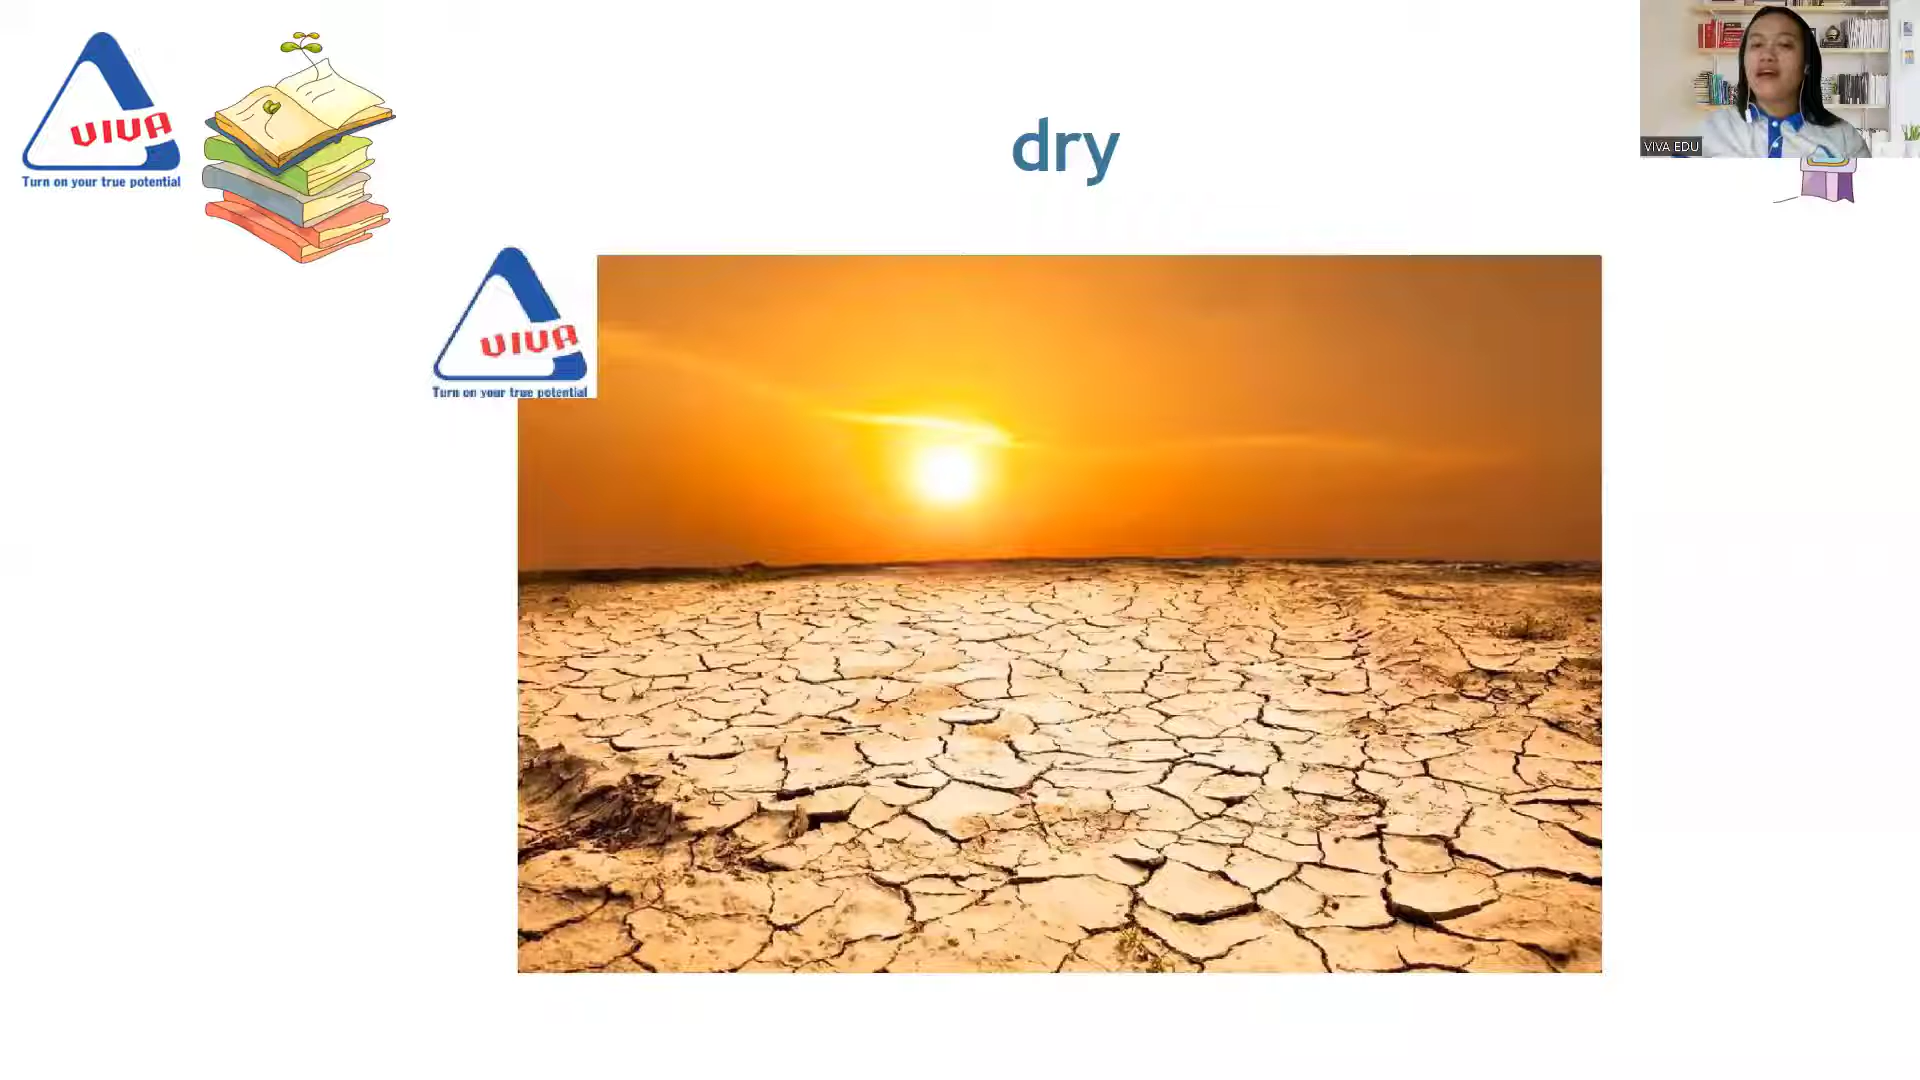 VIVA
Turn on your true potential
dry
VIVA EDU
VIVA
Turn on your true potential